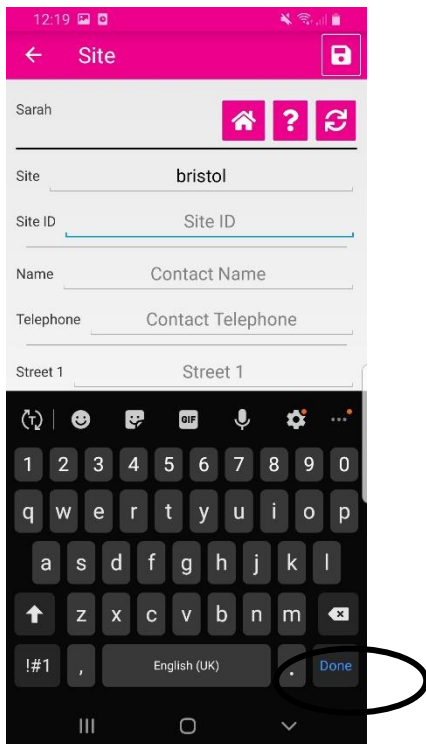 12:19
Site
Sarah
?
Site bristol
Site ID Site ID
Name Contact Name
Telephone Contact Telephone
Street 1 Street 1
(T) GIF ...
1 2 3 4 5 6 7 8 9 0
q w e r t y u i o p
a s d f g h j k l
z x c v b n m
!#1 , English (UK) . Done